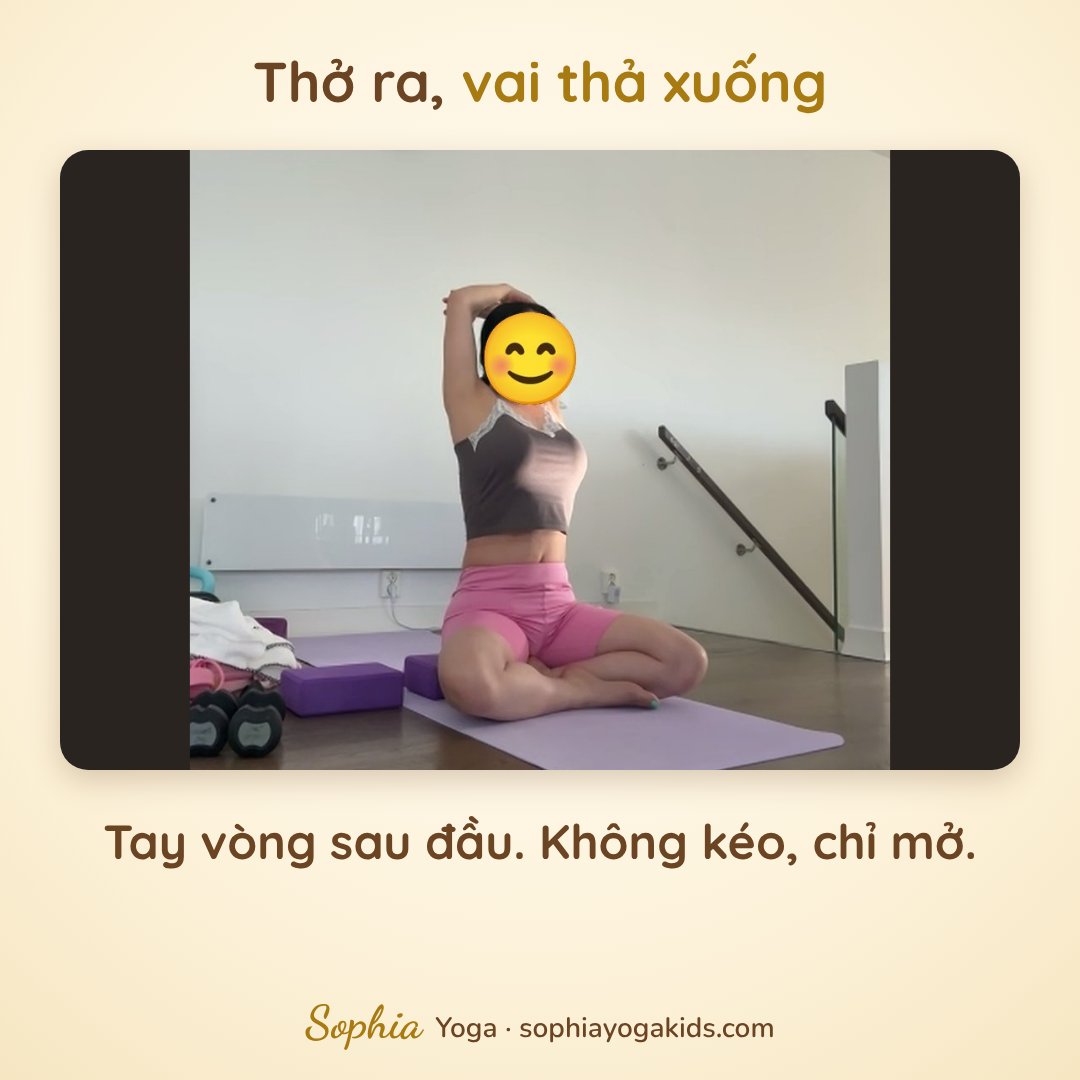 Thở ra, vai thả xuống
Tay vòng sau đầu. Không kéo, chỉ mở.
Sophia Yoga · sophiayogakids.com